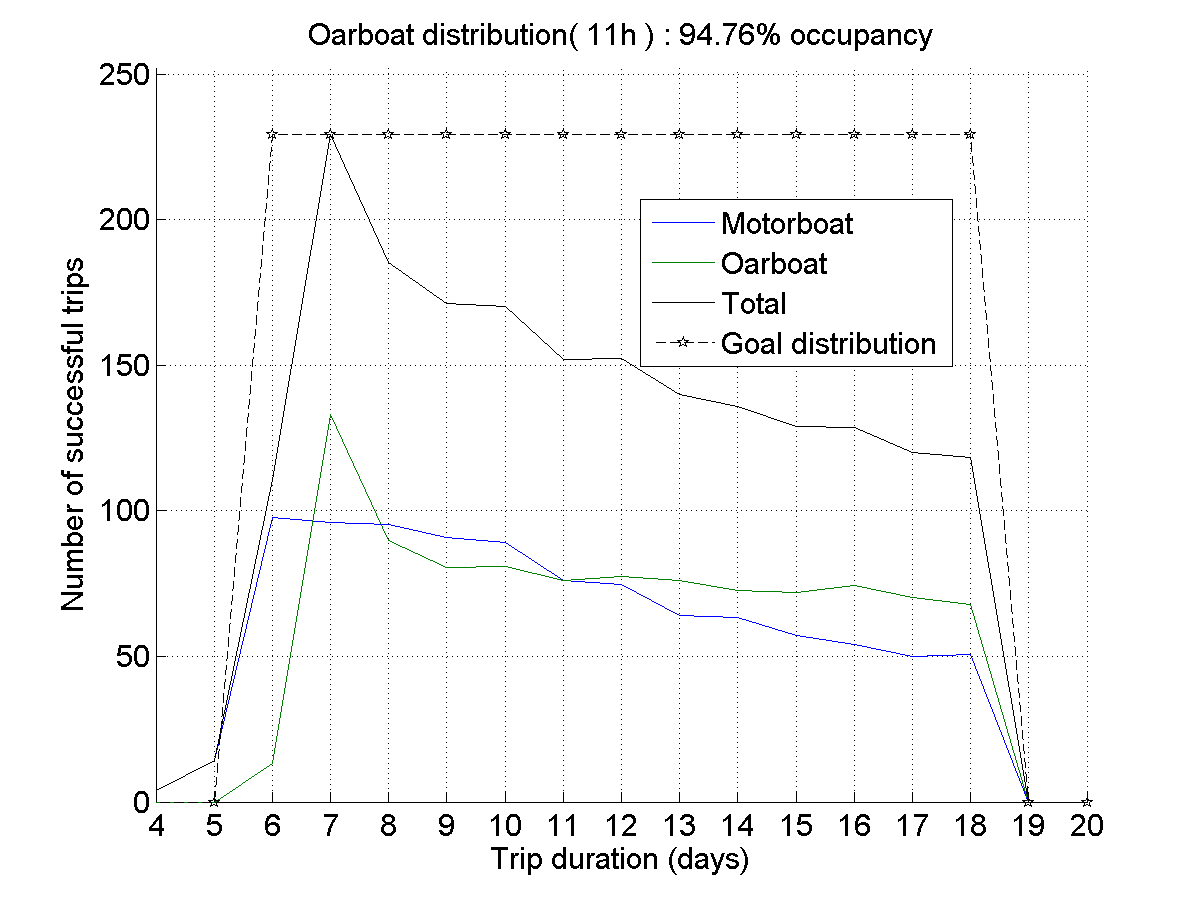 Oarboat distribution( 11h ) : 94.76% occupancy
250
200
150
100
50
0
Number of successful trips
Motorboat
Oarboat
Total
Goal distribution
4 5 6 7 8 9 10 11 12 13 14 15 16 17 18 19 20
Trip duration (days)